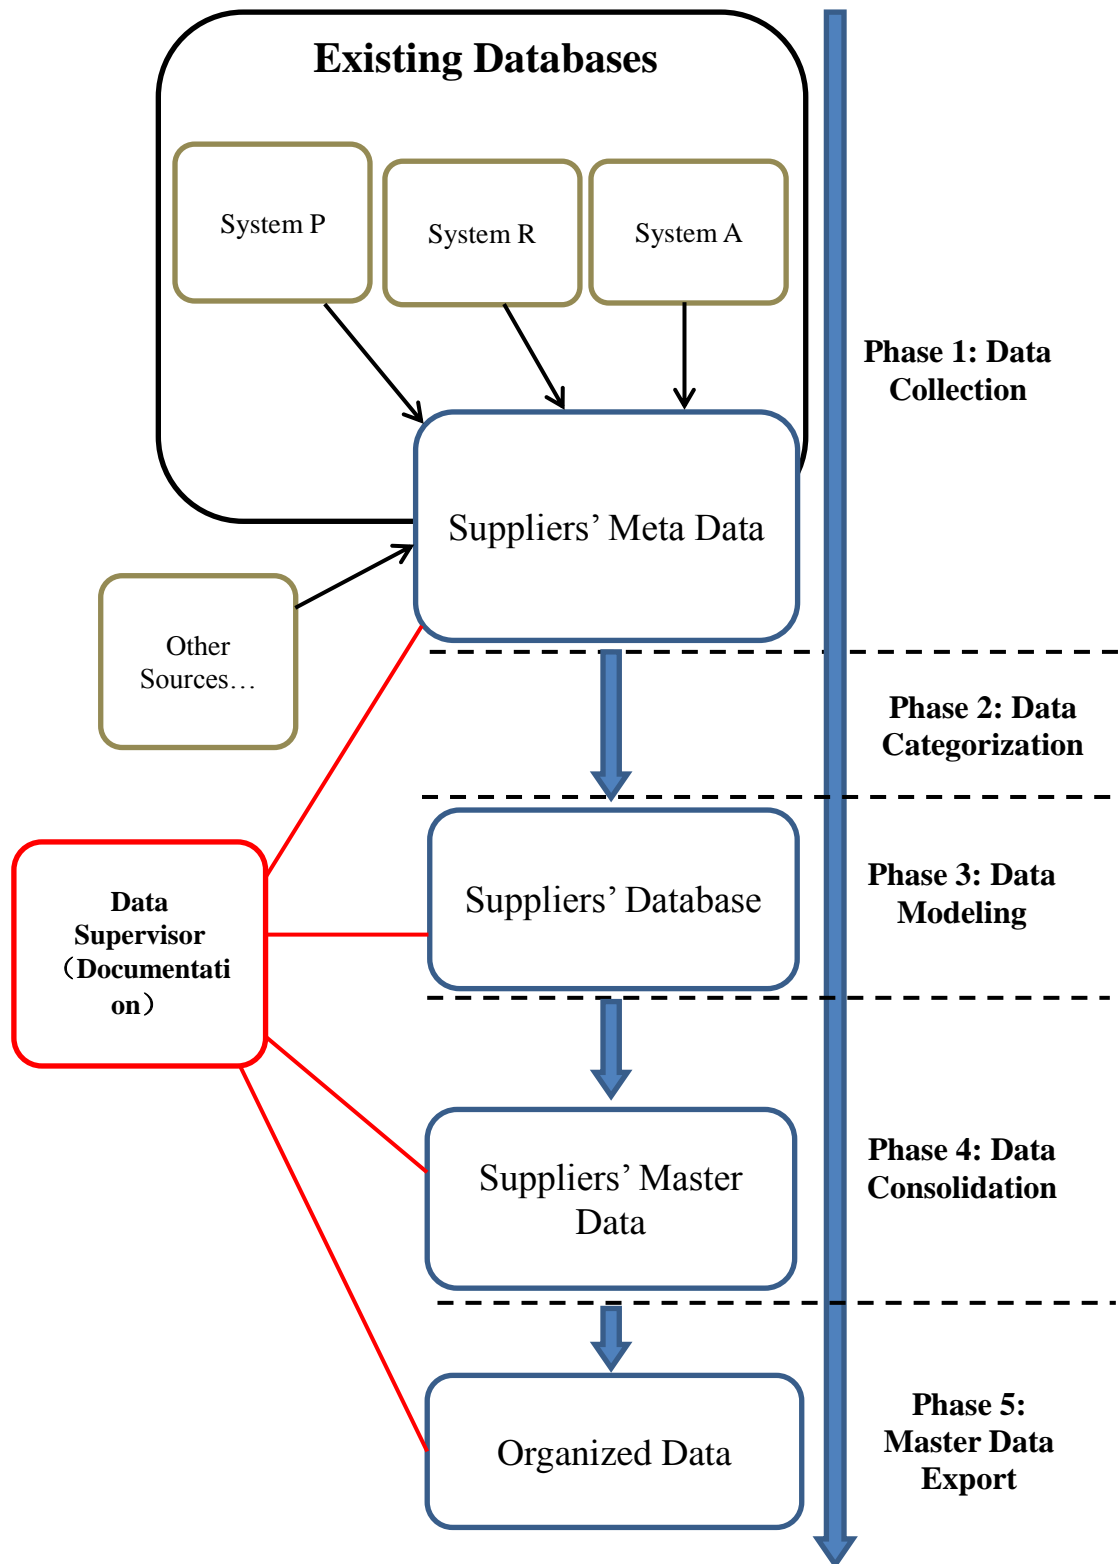 Existing Databases
System P
System R
System A
Phase 1: Data
Collection
Suppliers’ Meta Data
Other
Sources…
Phase 2: Data
Categorization
Data
Supervisor
（Documentati
on）
Suppliers’ Database
Phase 3: Data
Modeling
Suppliers’ Master
Data
Phase 4: Data
Consolidation
Organized Data
Phase 5:
Master Data
Export